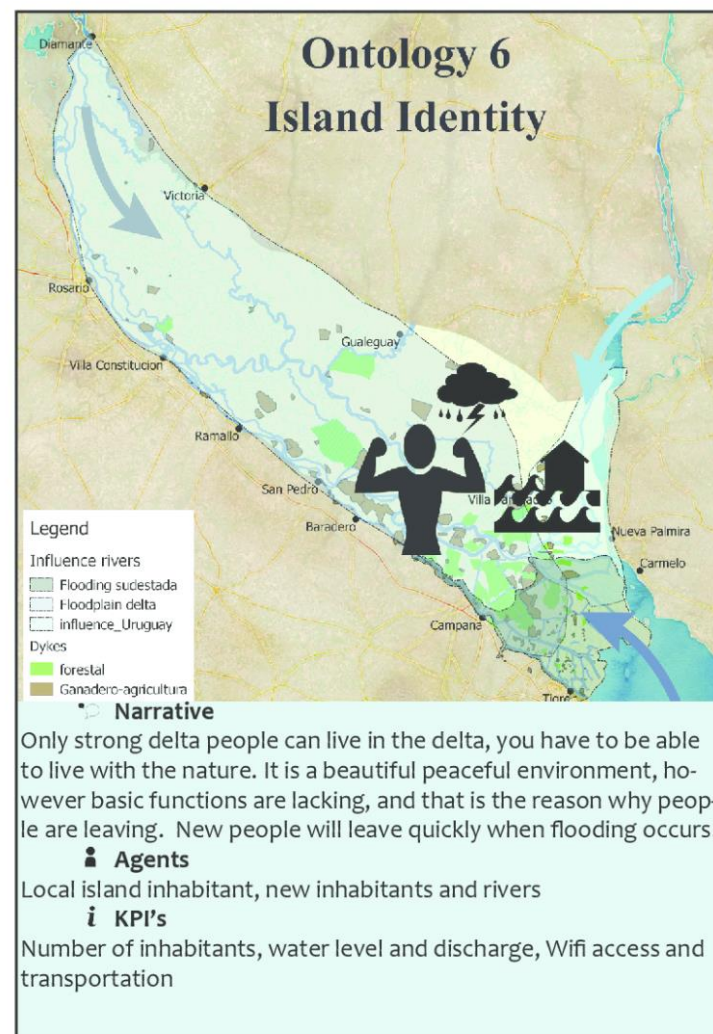 Ontology 6
Island Identity
Diamante
Victoria
Rosario
Gualeguay
Villa Constitucion
Ramallo
San Pedro
Villa
Baradero
Nueva Palmira
Carmelo
Campana
Tigre
Legend
Influence rivers
Flooding sudestada
Floodplain delta
influence_Uruguay
Dykes
forestal
Ganadero-agricultura
Narrative
Only strong delta people can live in the delta, you have to be able
to live with the nature. It is a beautiful peaceful environment, ho-
wever basic functions are lacking, and that is the reason why peop-
le are leaving. New people will leave quickly when flooding occurs
Agents
Local island inhabitant, new inhabitants and rivers
i KPI's
Number of inhabitants, water level and discharge, Wifi access and
transportation